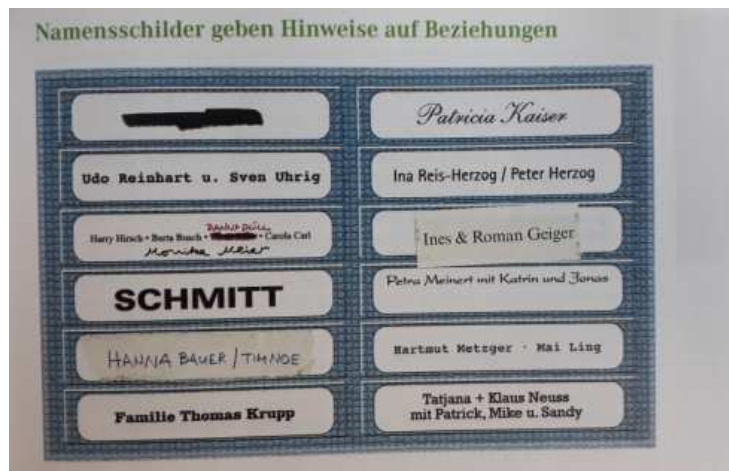 Namensschilder geben Hinweise auf Beziehungen
Patricia Kaiser
Udo Reinhart u. Sven Uhrig
Ina Reis-Herzog / Peter Herzog
Harry Hirsch • Berta Busch • • Carola Carl
Monika Meier
Ines & Roman Geiger
SCHMITT
Petra Meinert mit Katrin und Jonas
HANNA BAUER / TIM NOE
Hartmut Metzger · Mai Ling
Familie Thomas Krupp
Tatjana + Klaus Neuss
mit Patrick, Mike u. Sandy